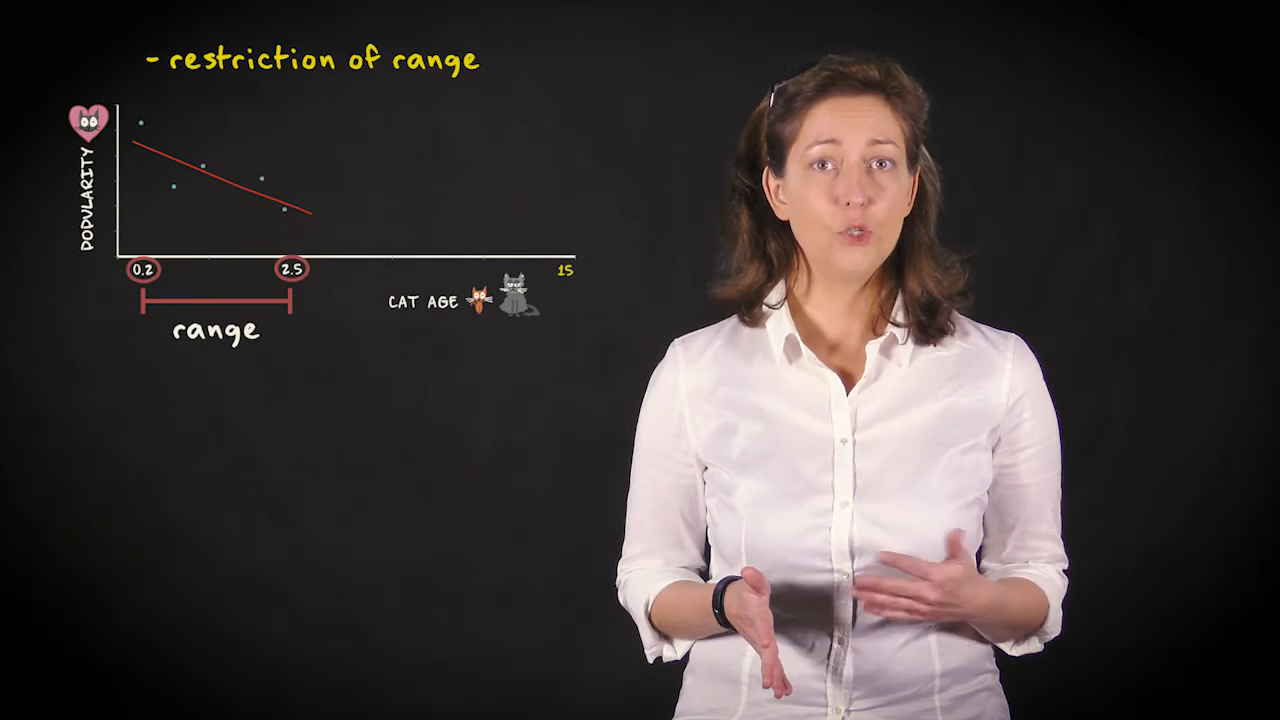 - restriction of range
POPULARITY
0.2
2.5
15
CAT AGE
range